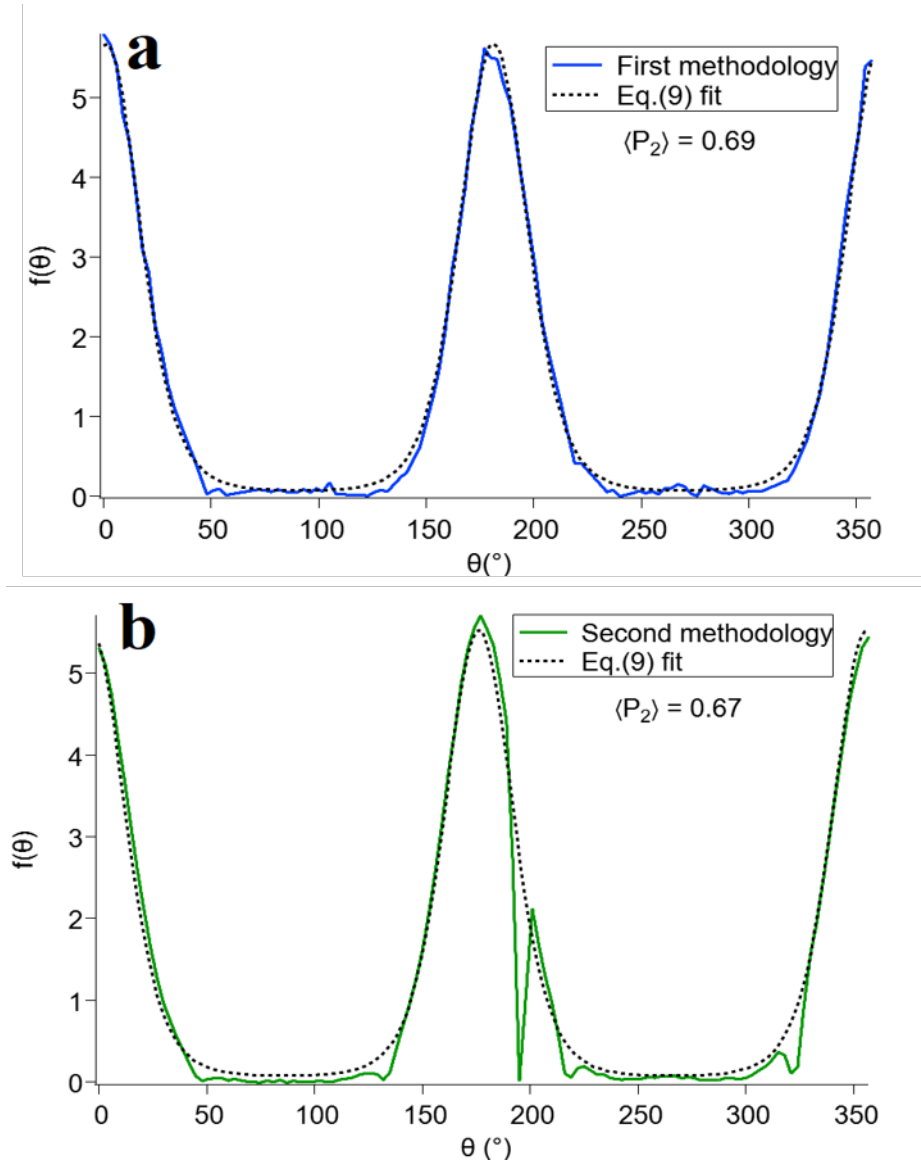 a
First methodology
Eq.(9) fit
⟨P₂⟩ = 0.69
5
4
3
2
1
0
f(θ)
0 50 100 150 200 250 300 350
θ(°)
b
Second methodology
Eq.(9) fit
⟨P₂⟩ = 0.67
5
4
3
2
1
0
f(θ)
0 50 100 150 200 250 300 350
θ (°)